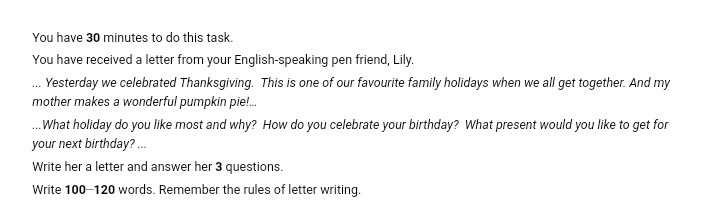 You have 30 minutes to do this task.
You have received a letter from your English-speaking pen friend, Lily.
... Yesterday we celebrated Thanksgiving.  This is one of our favourite family holidays when we all get together. And my
mother makes a wonderful pumpkin pie!…
...What holiday do you like most and why?  How do you celebrate your birthday?  What present would you like to get for
your next birthday? ...
Write her a letter and answer her 3 questions.
Write 100–120 words. Remember the rules of letter writing.